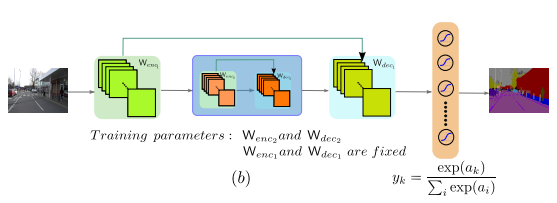 W_enc₁
W_dec₁
W_enc₂
W_dec₂
Training parameters : W_enc₂ and W_dec₂
W_enc₁ and W_dec₁ are fixed
(b)
y_k = exp(a_k) / ∑_i exp(a_i)